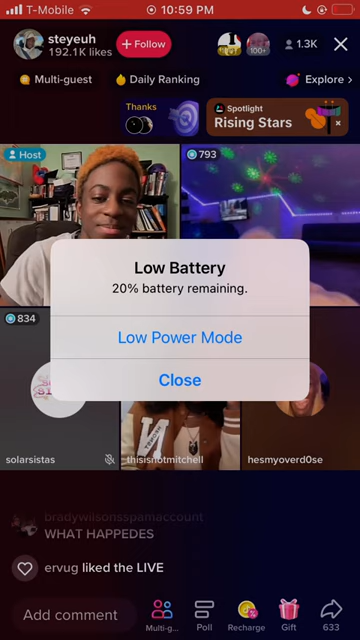 T-Mobile
10:59 PM
steyeuh
192.1K likes
+ Follow
100+
1.3K
Multi-guest
Daily Ranking
Explore >
Thanks
Spotlight
Rising Stars
Host
793
Low Battery
20% battery remaining.
Low Power Mode
Close
834
solarsistas
thisisnotmitchell
hesmyoverd0se
bradywilsonsspamaccount
WHAT HAPPEDES
ervug liked the LIVE
Add comment
Multi-g...
Poll
Recharge
Gift
633